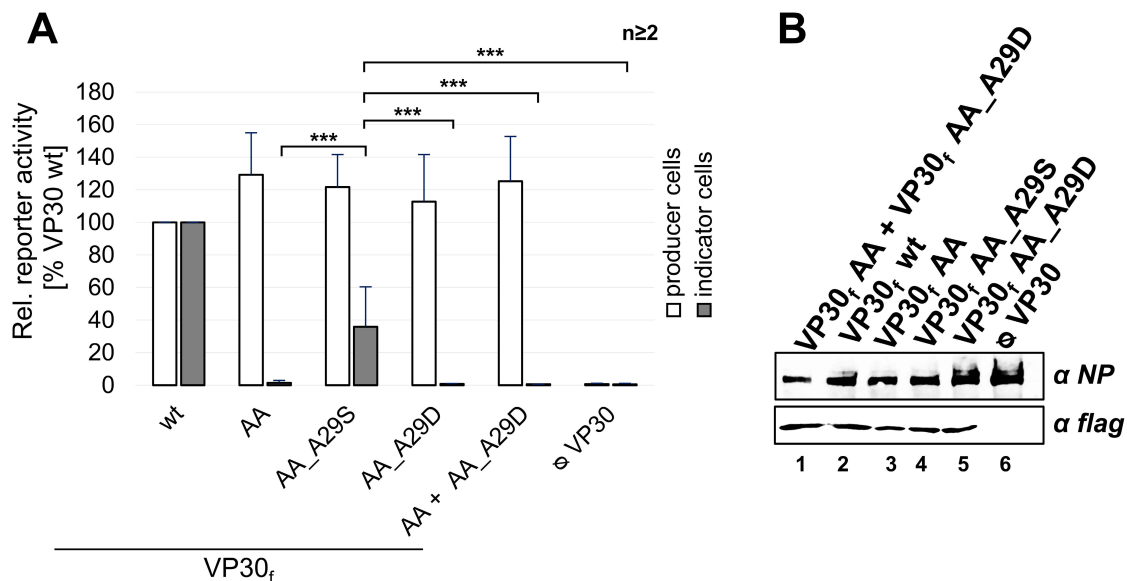 A
n≥2
***
***
***
***
Rel. reporter activity
[% VP30 wt]
180
160
140
120
100
80
60
40
20
0
wt
AA
AA_A29S
AA_A29D
AA + AA_A29D
ᴓ VP30
VP30f
producer cells
indicator cells
B
VP30f AA + VP30f AA_A29D
VP30f wt
VP30f AA
VP30f AA_A29S
VP30f AA_A29D
ᴓ VP30
α NP
α flag
1 2 3 4 5 6